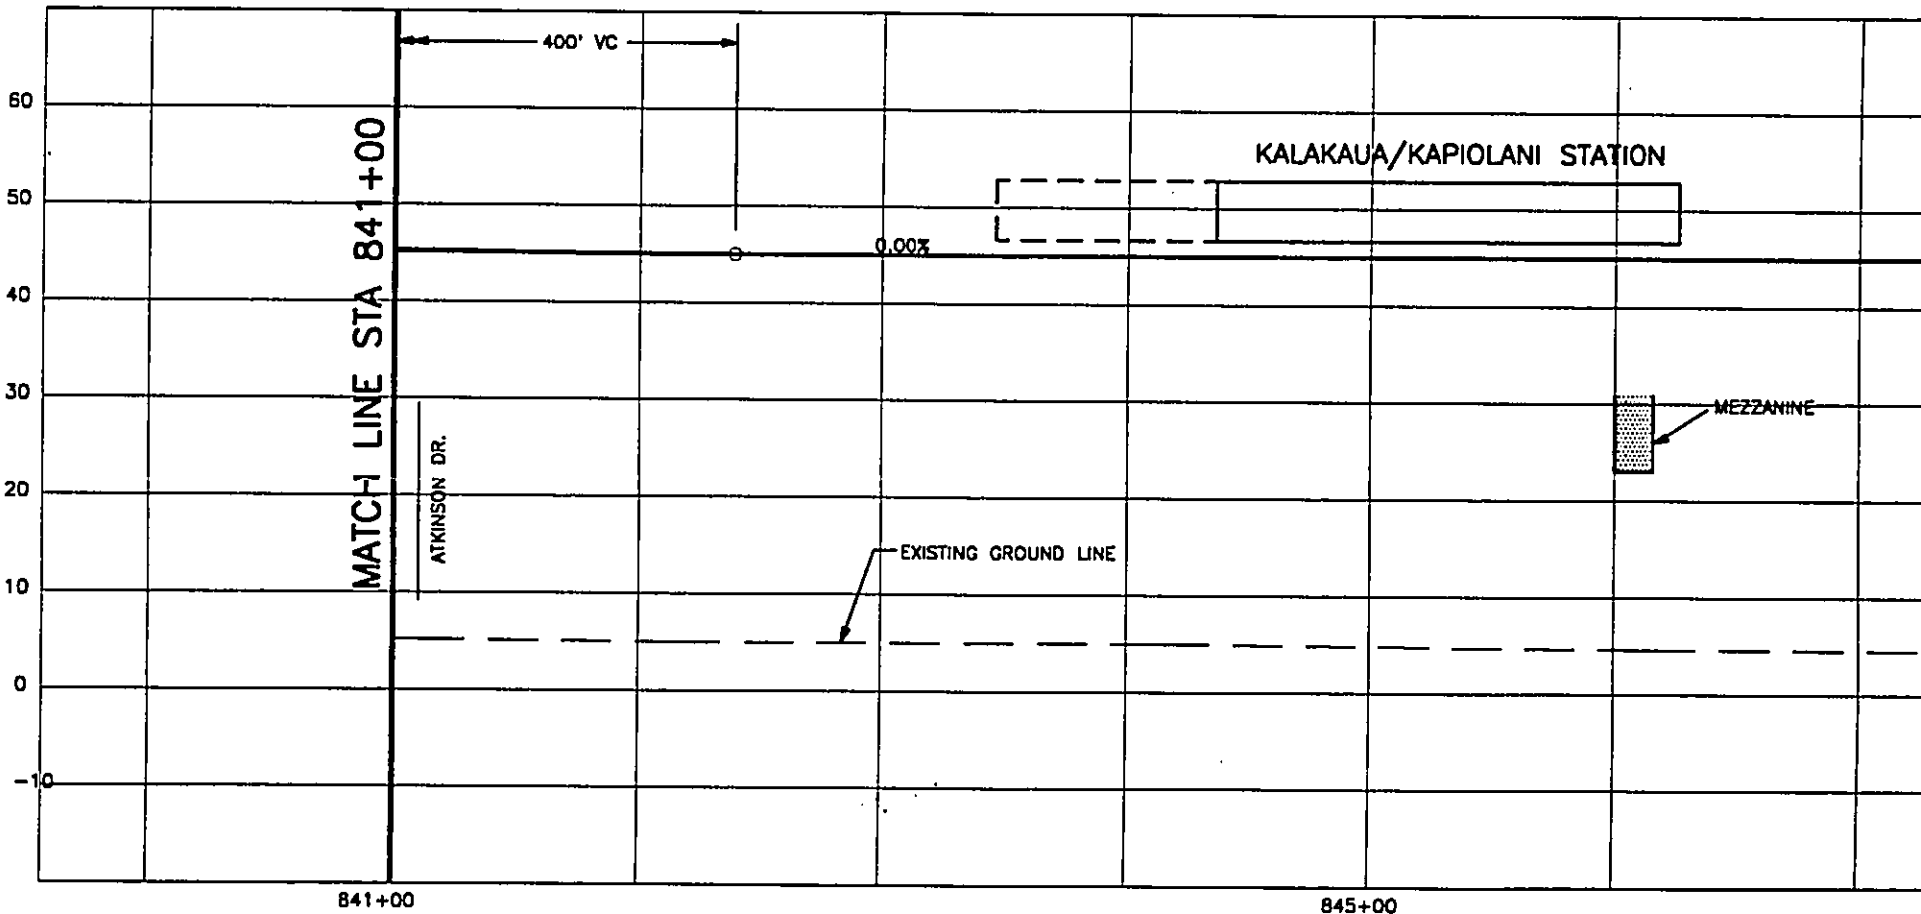 400' VC
60
KALAKAUA/KAPIOLANI STATION
50
MATCH LINE STA 841+00
0.00%
40
30
MEZZANINE
20
ATKINSON DR.
EXISTING GROUND LINE
10
0
-10
841+00
845+00